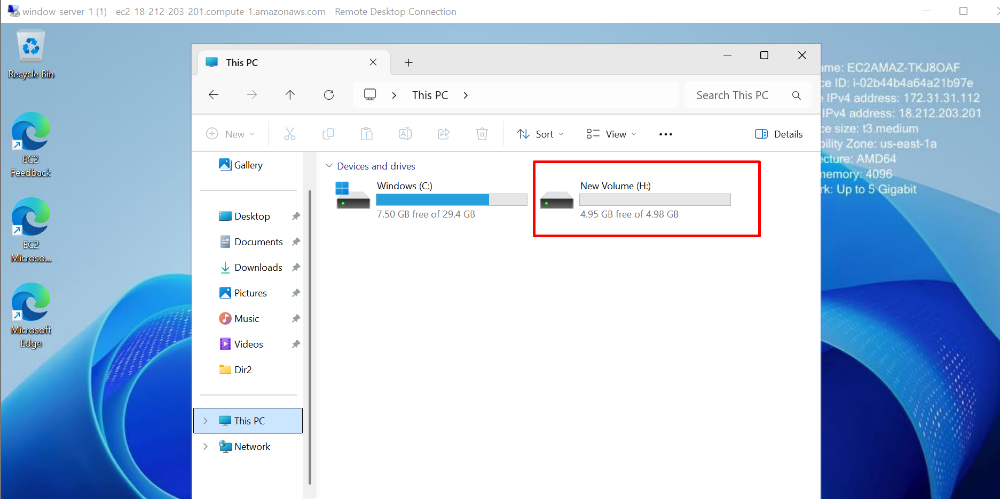 window-server-1 (1) - ec2-18-212-203-201.compute-1.amazonaws.com - Remote Desktop Connection
Recycle Bin
EC2
Feedback
EC2
Microso...
Microsoft
Edge
This PC
This PC
Search This PC
New
Sort
View
Details
Gallery
Desktop
Documents
Downloads
Pictures
Music
Videos
Dir2
This PC
Network
Devices and drives
Windows (C:)
7.50 GB free of 29.4 GB
New Volume (H:)
4.95 GB free of 4.98 GB
ame: EC2AMAZ-TKJ8OAF
ce ID: i-02b44b4a64a21b97e
IPv4 address: 172.31.31.112
IPv4 address: 18.212.203.201
ce size: t3.medium
bility Zone: us-east-1a
ecture: AMD64
memory: 4096
rk: Up to 5 Gigabit